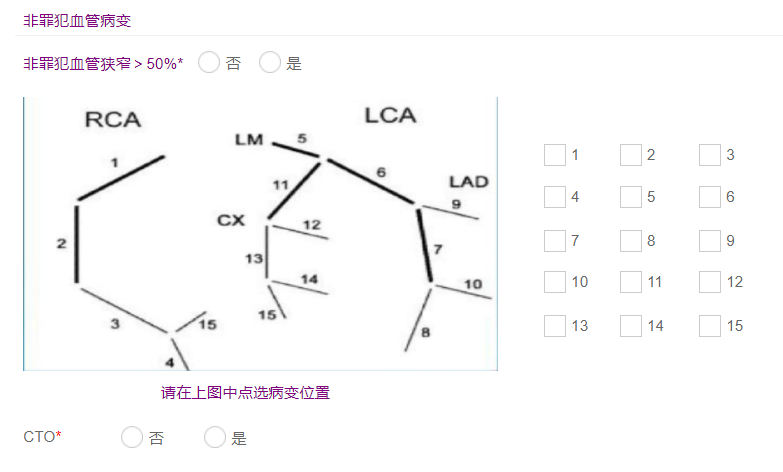 非罪犯血管病变
非罪犯血管狭窄＞50%* 否 是
RCA
LCA
LM 5
1
11
6
LAD
9
CX
12
2
13
7
14
10
3
15
15
8
4
1 2 3
4 5 6
7 8 9
10 11 12
13 14 15
请在上图中点选病变位置
CTO* 否 是